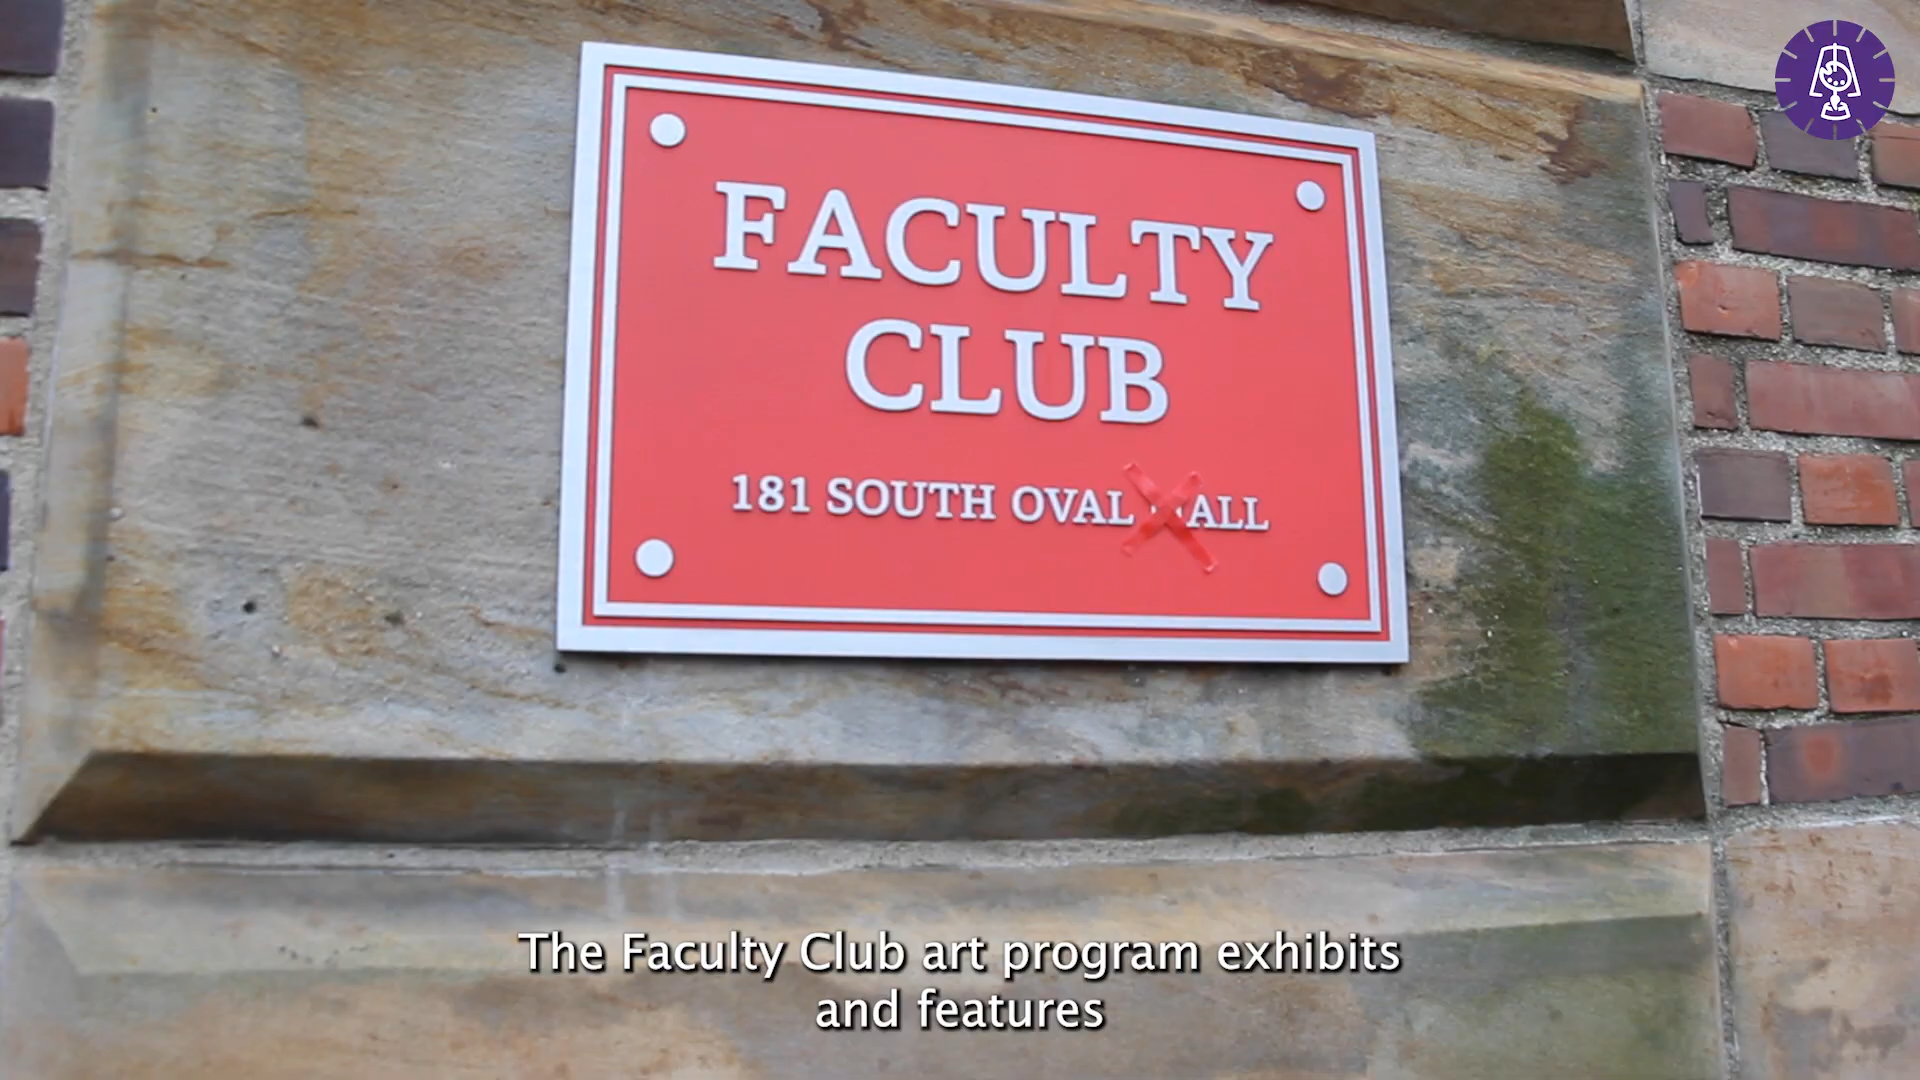 FACULTY
CLUB
181 SOUTH OVAL ALL
The Faculty Club art program exhibits
and features